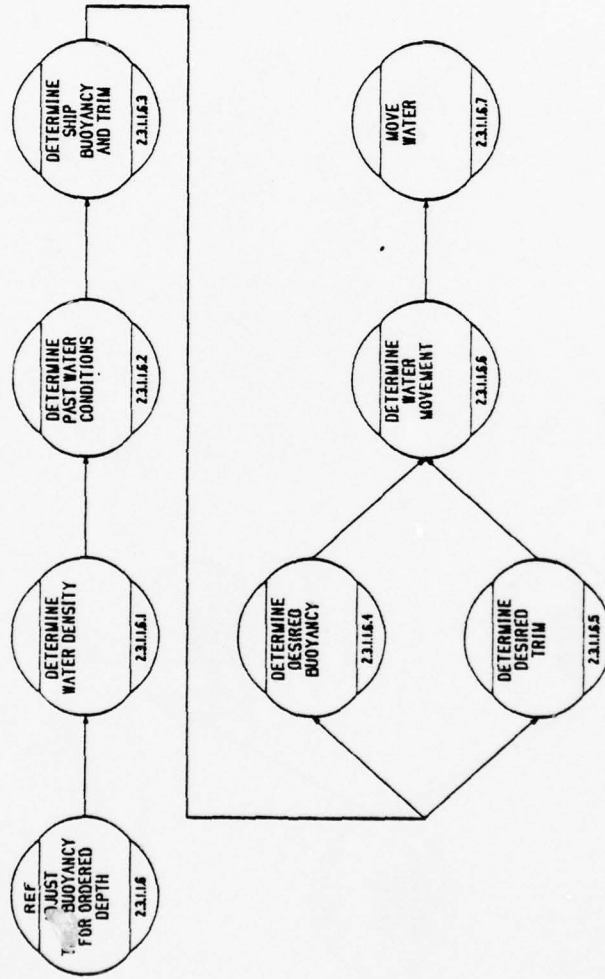 REF
BUOYANCY
FOR ORDERED
DEPTH
2.3.1.1.6
DETERMINE
WATER DENSITY
2.3.1.1.6.1
DETERMINE
PAST WATER
CONDITIONS
2.3.1.1.6.2
DETERMINE
SHIP
BUOYANCY
AND TRIM
2.3.1.1.6.3
DETERMINE
DESIRED
BUOYANCY
2.3.1.1.6.4
DETERMINE
DESIRED
TRIM
2.3.1.1.6.5
DETERMINE
WATER
MOVEMENT
2.3.1.1.6.6
MOVE
WATER
2.3.1.1.6.7